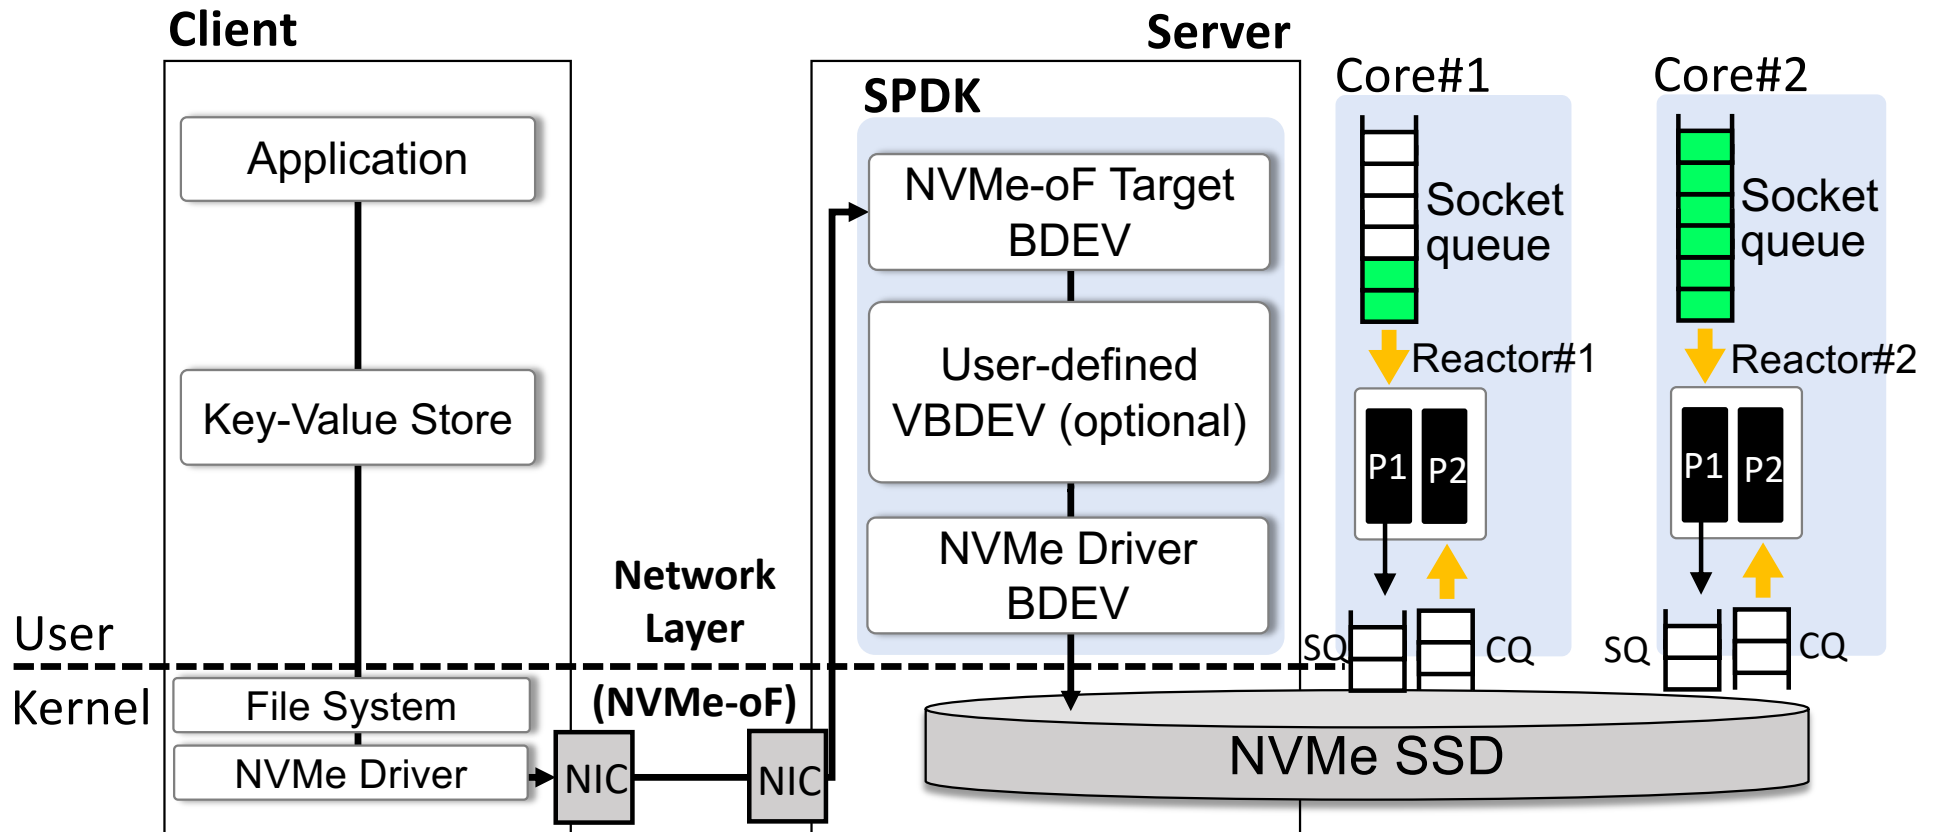 Client
Application
Key-Value Store
User
Kernel
File System
NVMe Driver
NIC
Network
Layer
(NVMe-oF)
NIC
Server
SPDK
NVMe-oF Target
BDEV
User-defined
VBDEV (optional)
NVMe Driver
BDEV
NVMe SSD
Core#1
Socket
queue
Reactor#1
P1
P2
SQ
CQ
Core#2
Socket
queue
Reactor#2
P1
P2
SQ
CQ